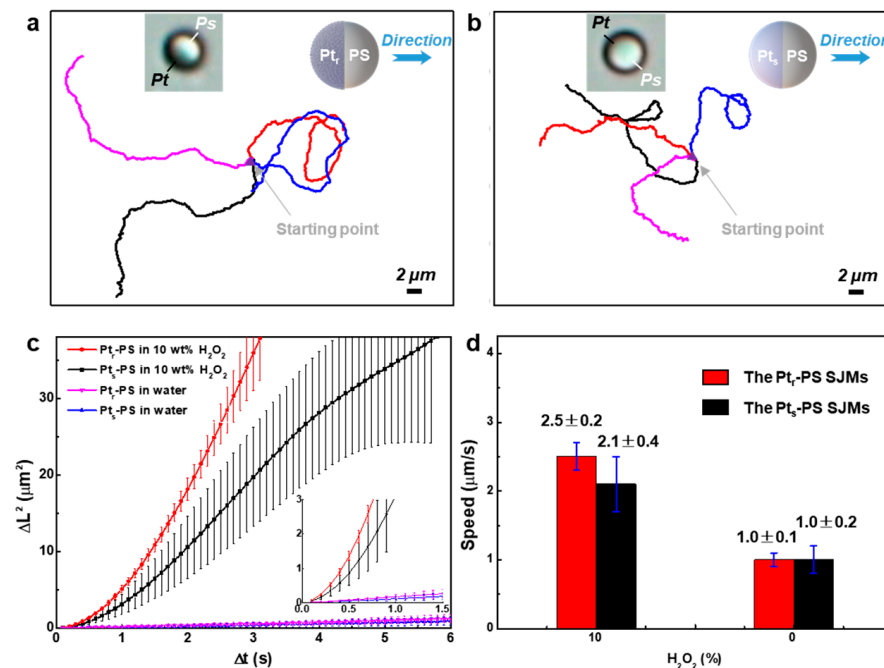 a
Ps
Pt
Ptr PS
Direction
Starting point
2 μm
b
Pt
Ps
Pts PS
Direction
Starting point
2 μm
c
Ptr-PS in 10 wt% H2O2
Pts-PS in 10 wt% H2O2
Ptr-PS in water
Pts-PS in water
ΔL2 (μm2)
30
20
10
0
3
2
1
0
0.0 0.5 1.0 1.5
1 2 3 4 5 6
Δt (s)
d
The Ptr-PS SJMs
The Pts-PS SJMs
2.5±0.2
2.1±0.4
1.0±0.1
1.0±0.2
Speed (μm/s)
4
3
2
1
0
10 0
H2O2 (%)